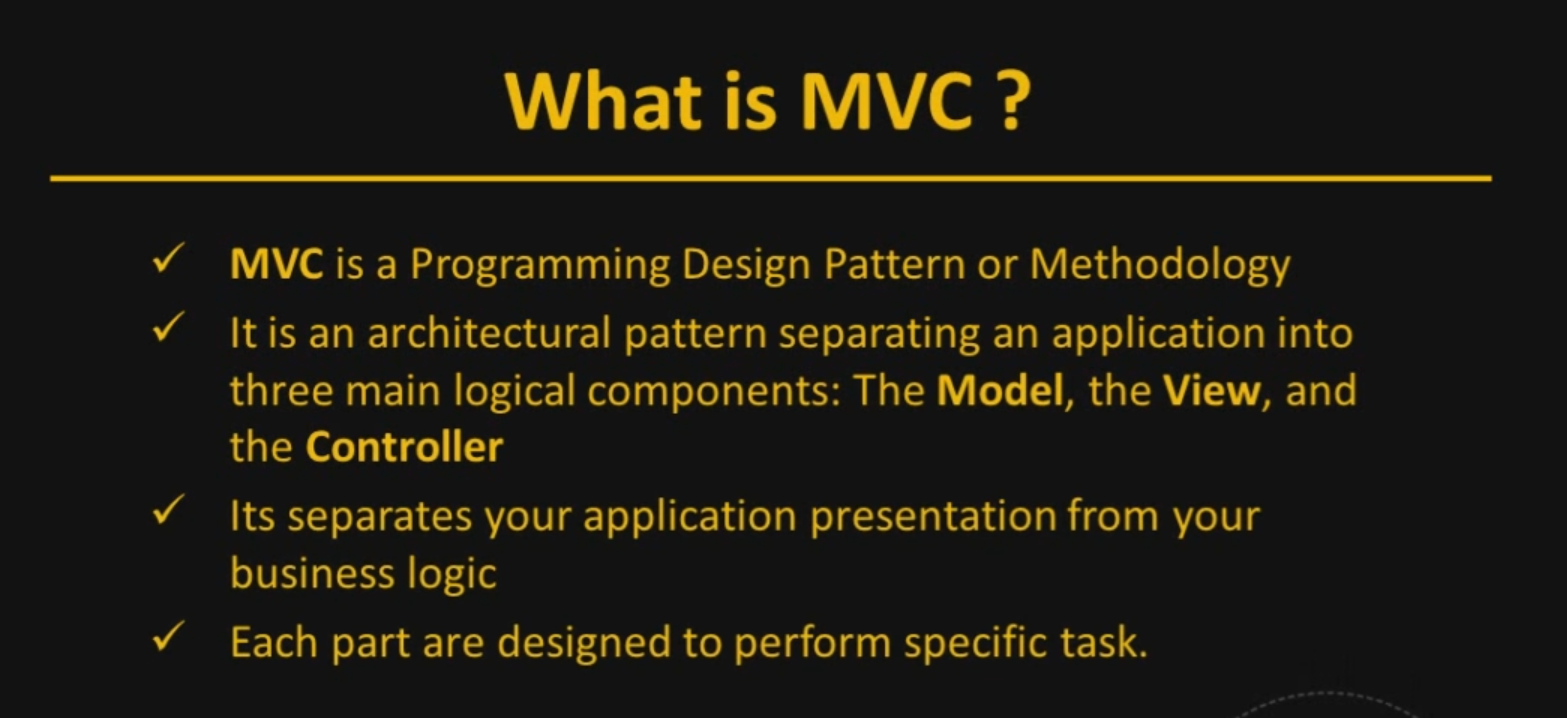 What is MVC ?
✓ MVC is a Programming Design Pattern or Methodology
✓ It is an architectural pattern separating an application into
three main logical components: The Model, the View, and
the Controller
✓ Its separates your application presentation from your
business logic
✓ Each part are designed to perform specific task.